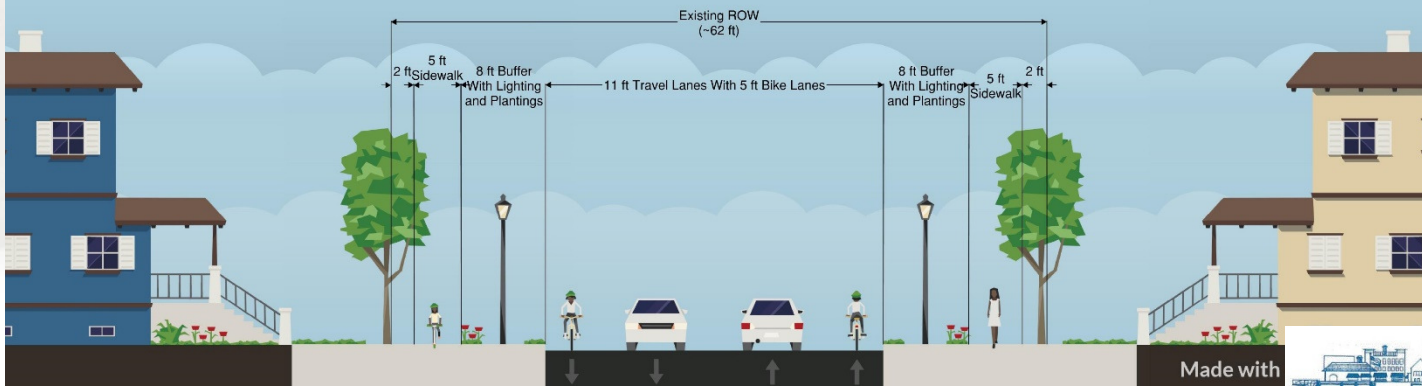 Existing ROW
(~62 ft)
2 ft
5 ft
Sidewalk
8 ft Buffer
With Lighting
and Plantings
11 ft Travel Lanes With 5 ft Bike Lanes
8 ft Buffer
With Lighting
and Plantings
5 ft
Sidewalk
2 ft
Made with